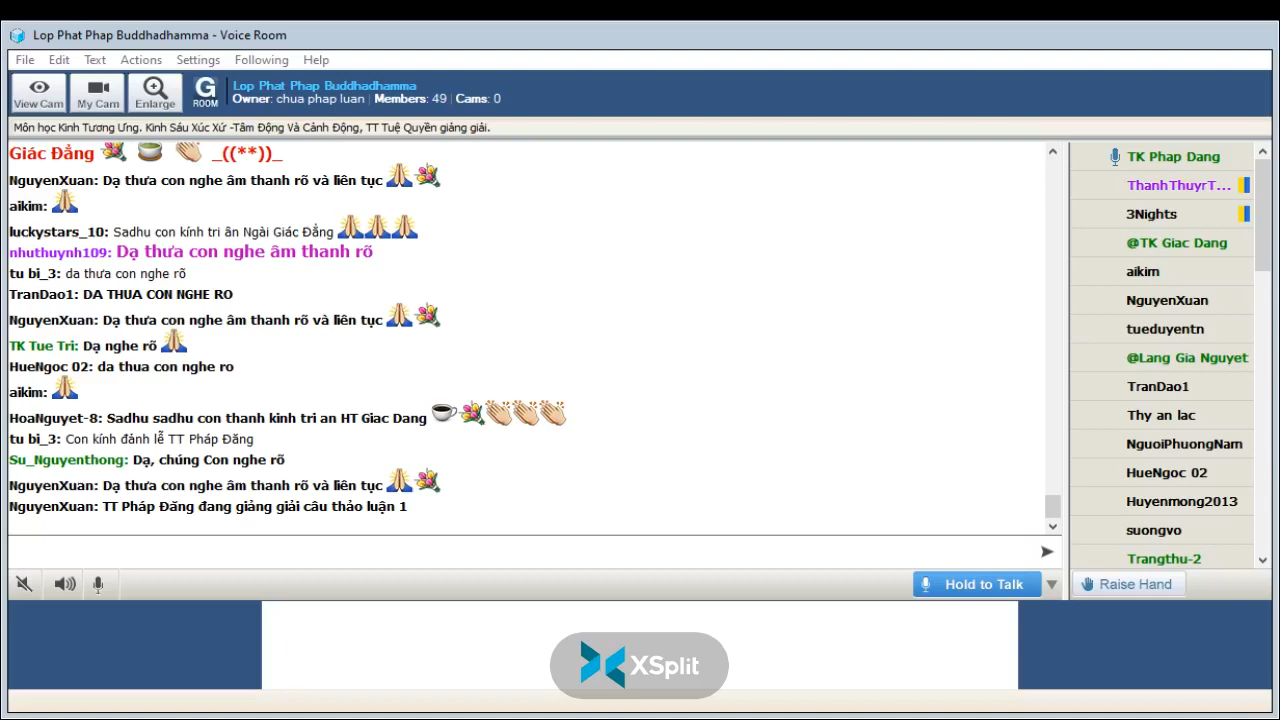 Lop Phat Phap Buddhadhamma - Voice Room
File Edit Text Actions Settings Following Help
View Cam My Cam Enlarge G ROOM
Lop Phat Phap Buddhadhamma
Owner: chua phap luan | Members: 49 | Cams: 0
Môn học Kinh Tương Ưng. Kinh Sáu Xúc Xứ -Tâm Động Và Cảnh Động, TT Tuệ Quyền giảng giải.
Giác Đẳng _((**))_
NguyenXuan: Dạ thưa con nghe âm thanh rõ và liên tục
aikim:
luckystars_10: Sadhu con kính tri ân Ngài Giác Đẳng
nhuthuynh109: Dạ thưa con nghe âm thanh rõ
tu bi_3: da thưa con nghe rõ
TranDao1: DA THUA CON NGHE RO
NguyenXuan: Dạ thưa con nghe âm thanh rõ và liên tục
TK Tue Tri: Dạ nghe rõ
HueNgoc 02: da thua con nghe ro
aikim:
HoaNguyet-8: Sadhu sadhu con thanh kinh tri an HT Giac Dang
tu bi_3: Con kính đảnh lễ TT Pháp Đăng
Su_Nguyenthong: Dạ, chúng Con nghe rõ
NguyenXuan: Dạ thưa con nghe âm thanh rõ và liên tục
NguyenXuan: TT Pháp Đăng đang giảng giải câu thảo luận 1
TK Phap Dang
ThanhThuyrT...
3Nights
@TK Giac Dang
aikim
NguyenXuan
tueduyentn
@Lang Gia Nguyet
TranDao1
Thy an lac
NguoiPhuongNam
HueNgoc 02
Huyenmong2013
suongvo
Trangthu-2
Hold to Talk
Raise Hand
XSplit